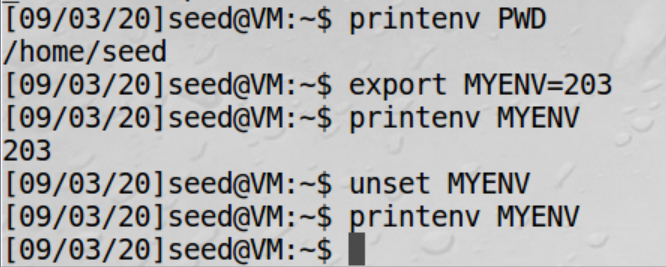 [09/03/20]seed@VM:~$ printenv PWD
/home/seed
[09/03/20]seed@VM:~$ export MYENV=203
[09/03/20]seed@VM:~$ printenv MYENV
203
[09/03/20]seed@VM:~$ unset MYENV
[09/03/20]seed@VM:~$ printenv MYENV
[09/03/20]seed@VM:~$